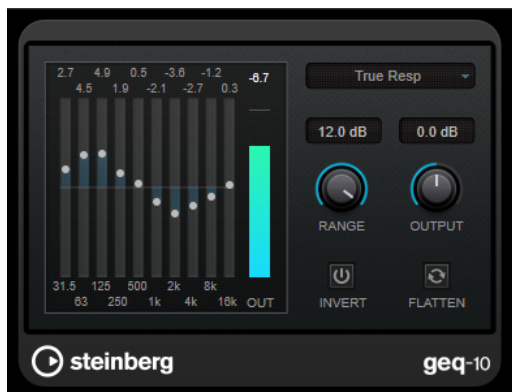 2.7 4.9 0.5 -3.6 -1.2
4.5 1.9 -2.1 -2.7 0.3
-6.7
True Resp
12.0 dB 0.0 dB
RANGE OUTPUT
31.5 125 500 2k 8k
63 250 1k 4k 16k OUT
INVERT FLATTEN
steinberg geq-10